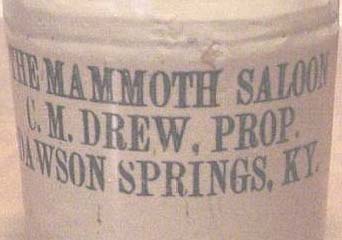 THE MAMMOTH SALOON
C. M. DREW, PROP.
DAWSON SPRINGS, KY.